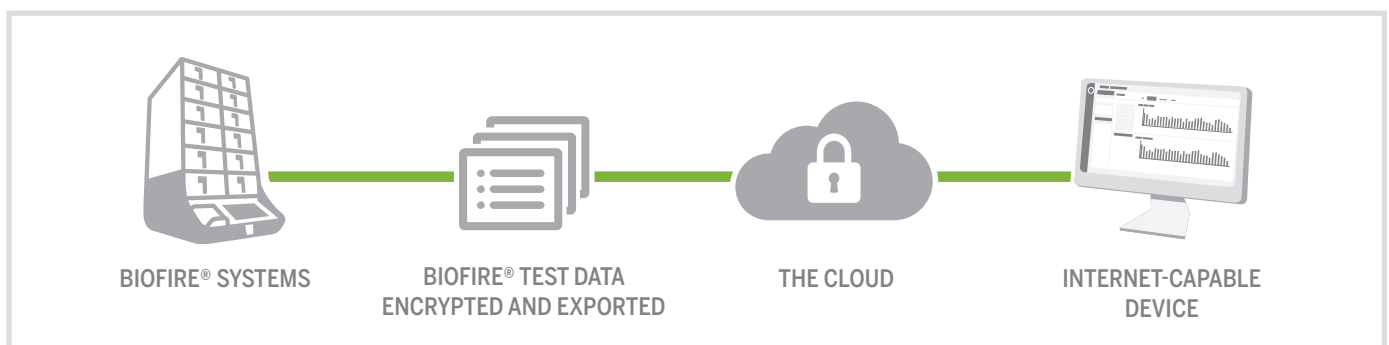 BIOFIRE® SYSTEMS
BIOFIRE® TEST DATA
ENCRYPTED AND EXPORTED
THE CLOUD
INTERNET-CAPABLE
DEVICE